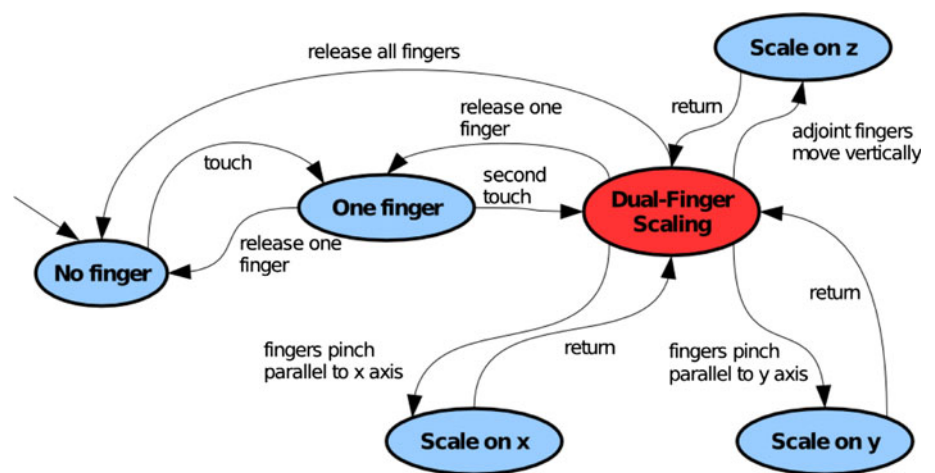 release all fingers
Scale on z
release one
finger
return
adjoint fingers
move vertically
touch
second
touch
One finger
Dual-Finger
Scaling
release one
finger
No finger
return
fingers pinch
parallel to x axis
return
fingers pinch
parallel to y axis
Scale on x
Scale on y